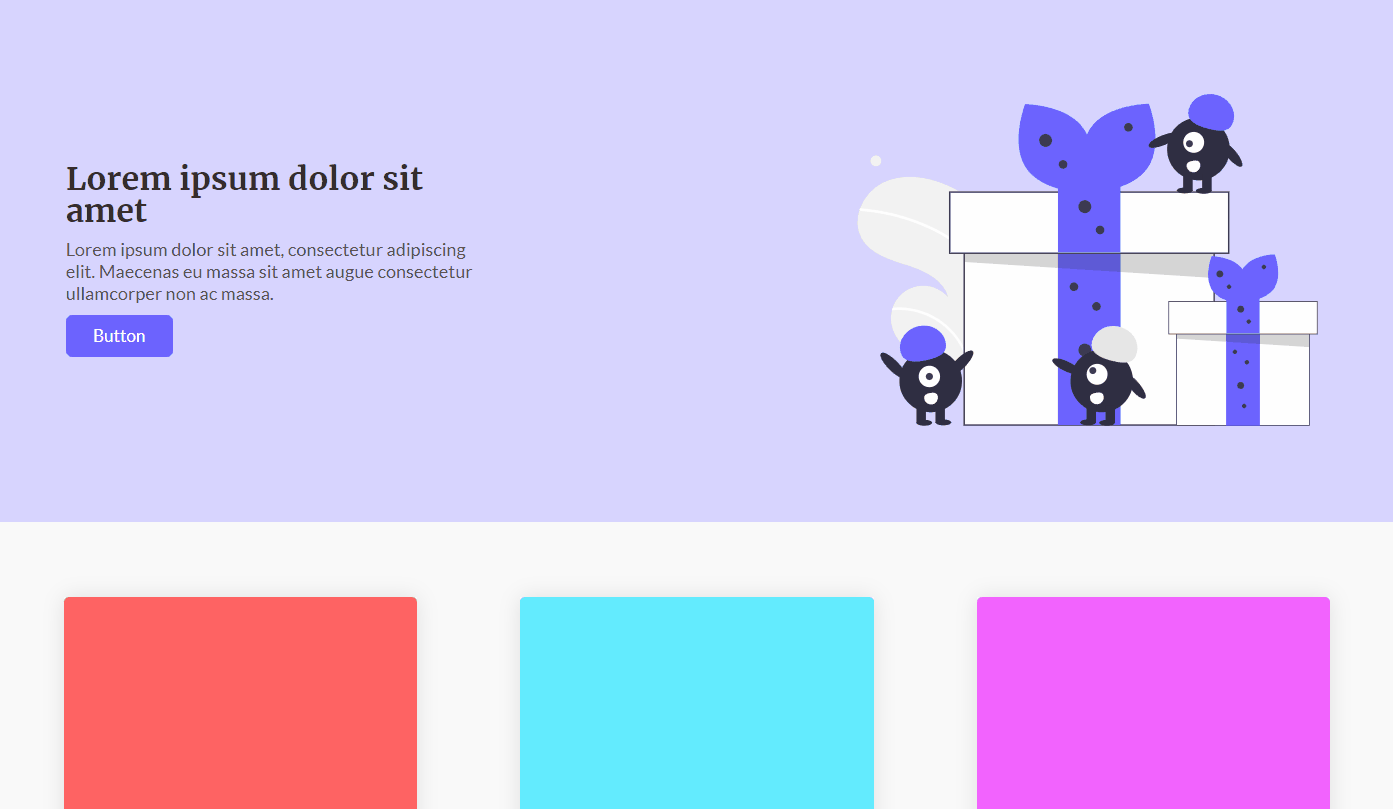 Lorem ipsum dolor sit
amet
Lorem ipsum dolor sit amet, consectetur adipiscing
elit. Maecenas eu massa sit amet augue consectetur
ullamcorper non ac massa.
Button